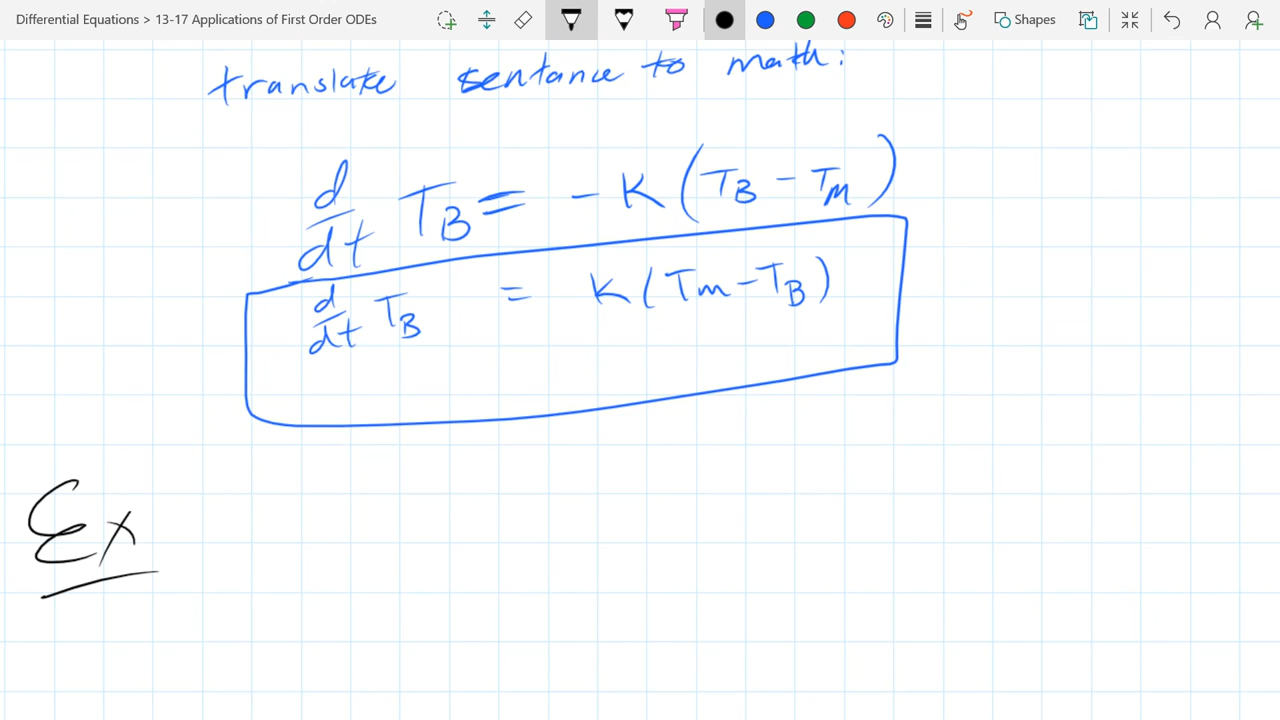 Differential Equations > 13-17 Applications of First Order ODEs
Shapes
translate sentance to math:
d/dt T_B = - K (T_B - T_m)
d/dt T_B = K (T_m - T_B)
Ex